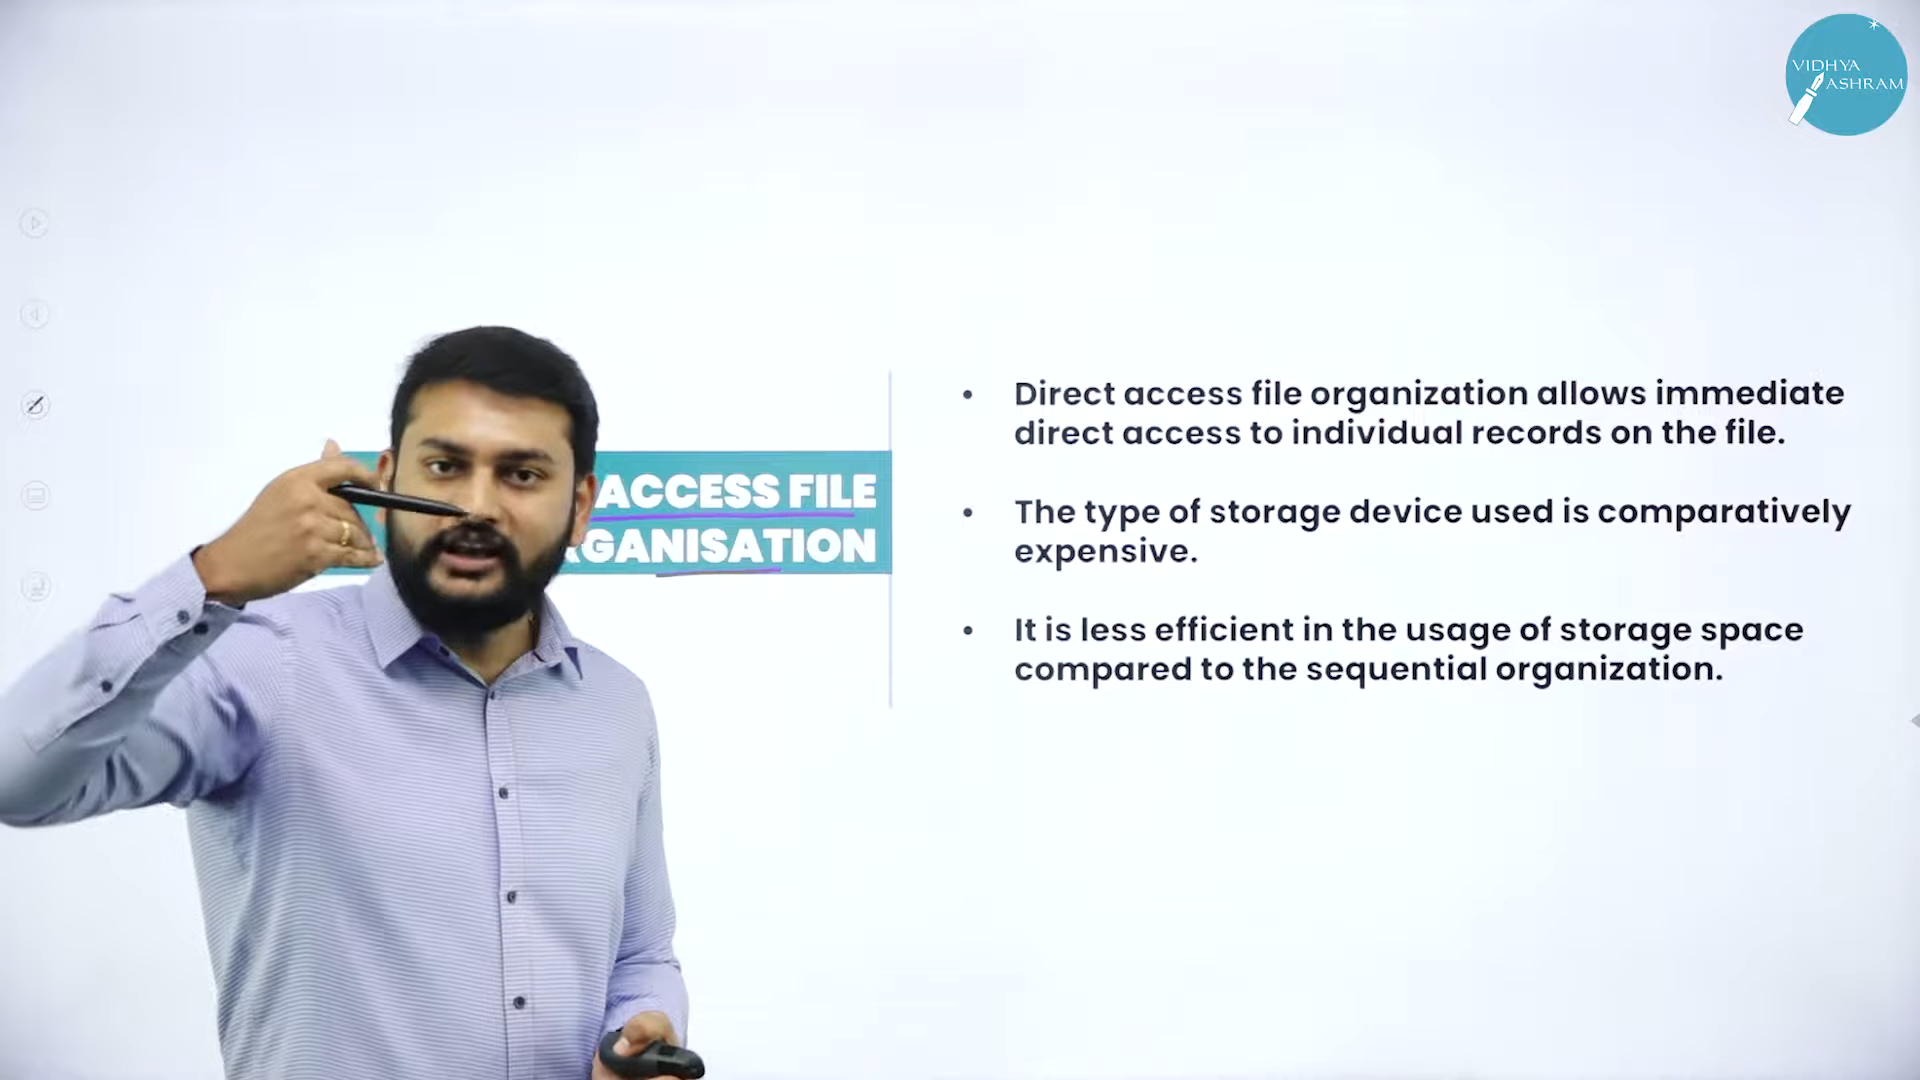 VIDHYA
ASHRAM
ACCESS FILE
Direct access file organization allows immediate
direct access to individual records on the file.
The type of storage device used is comparatively
expensive.
It is less efficient in the usage of storage space
compared to the sequential organization.